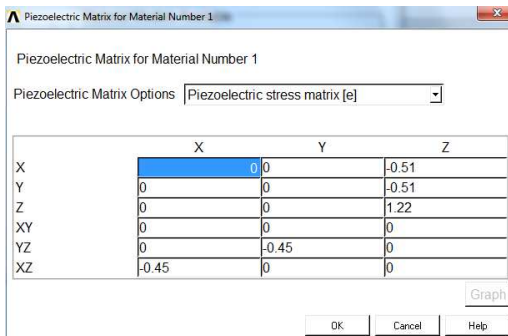 Piezoelectric Matrix for Material Number 1
Piezoelectric Matrix for Material Number 1
Piezoelectric Matrix Options Piezoelectric stress matrix [e]
X Y Z
X 0 0 -0.51
Y 0 0 -0.51
Z 0 0 1.22
XY 0 0 0
YZ 0 -0.45 0
XZ -0.45 0 0
Graph
OK Cancel Help